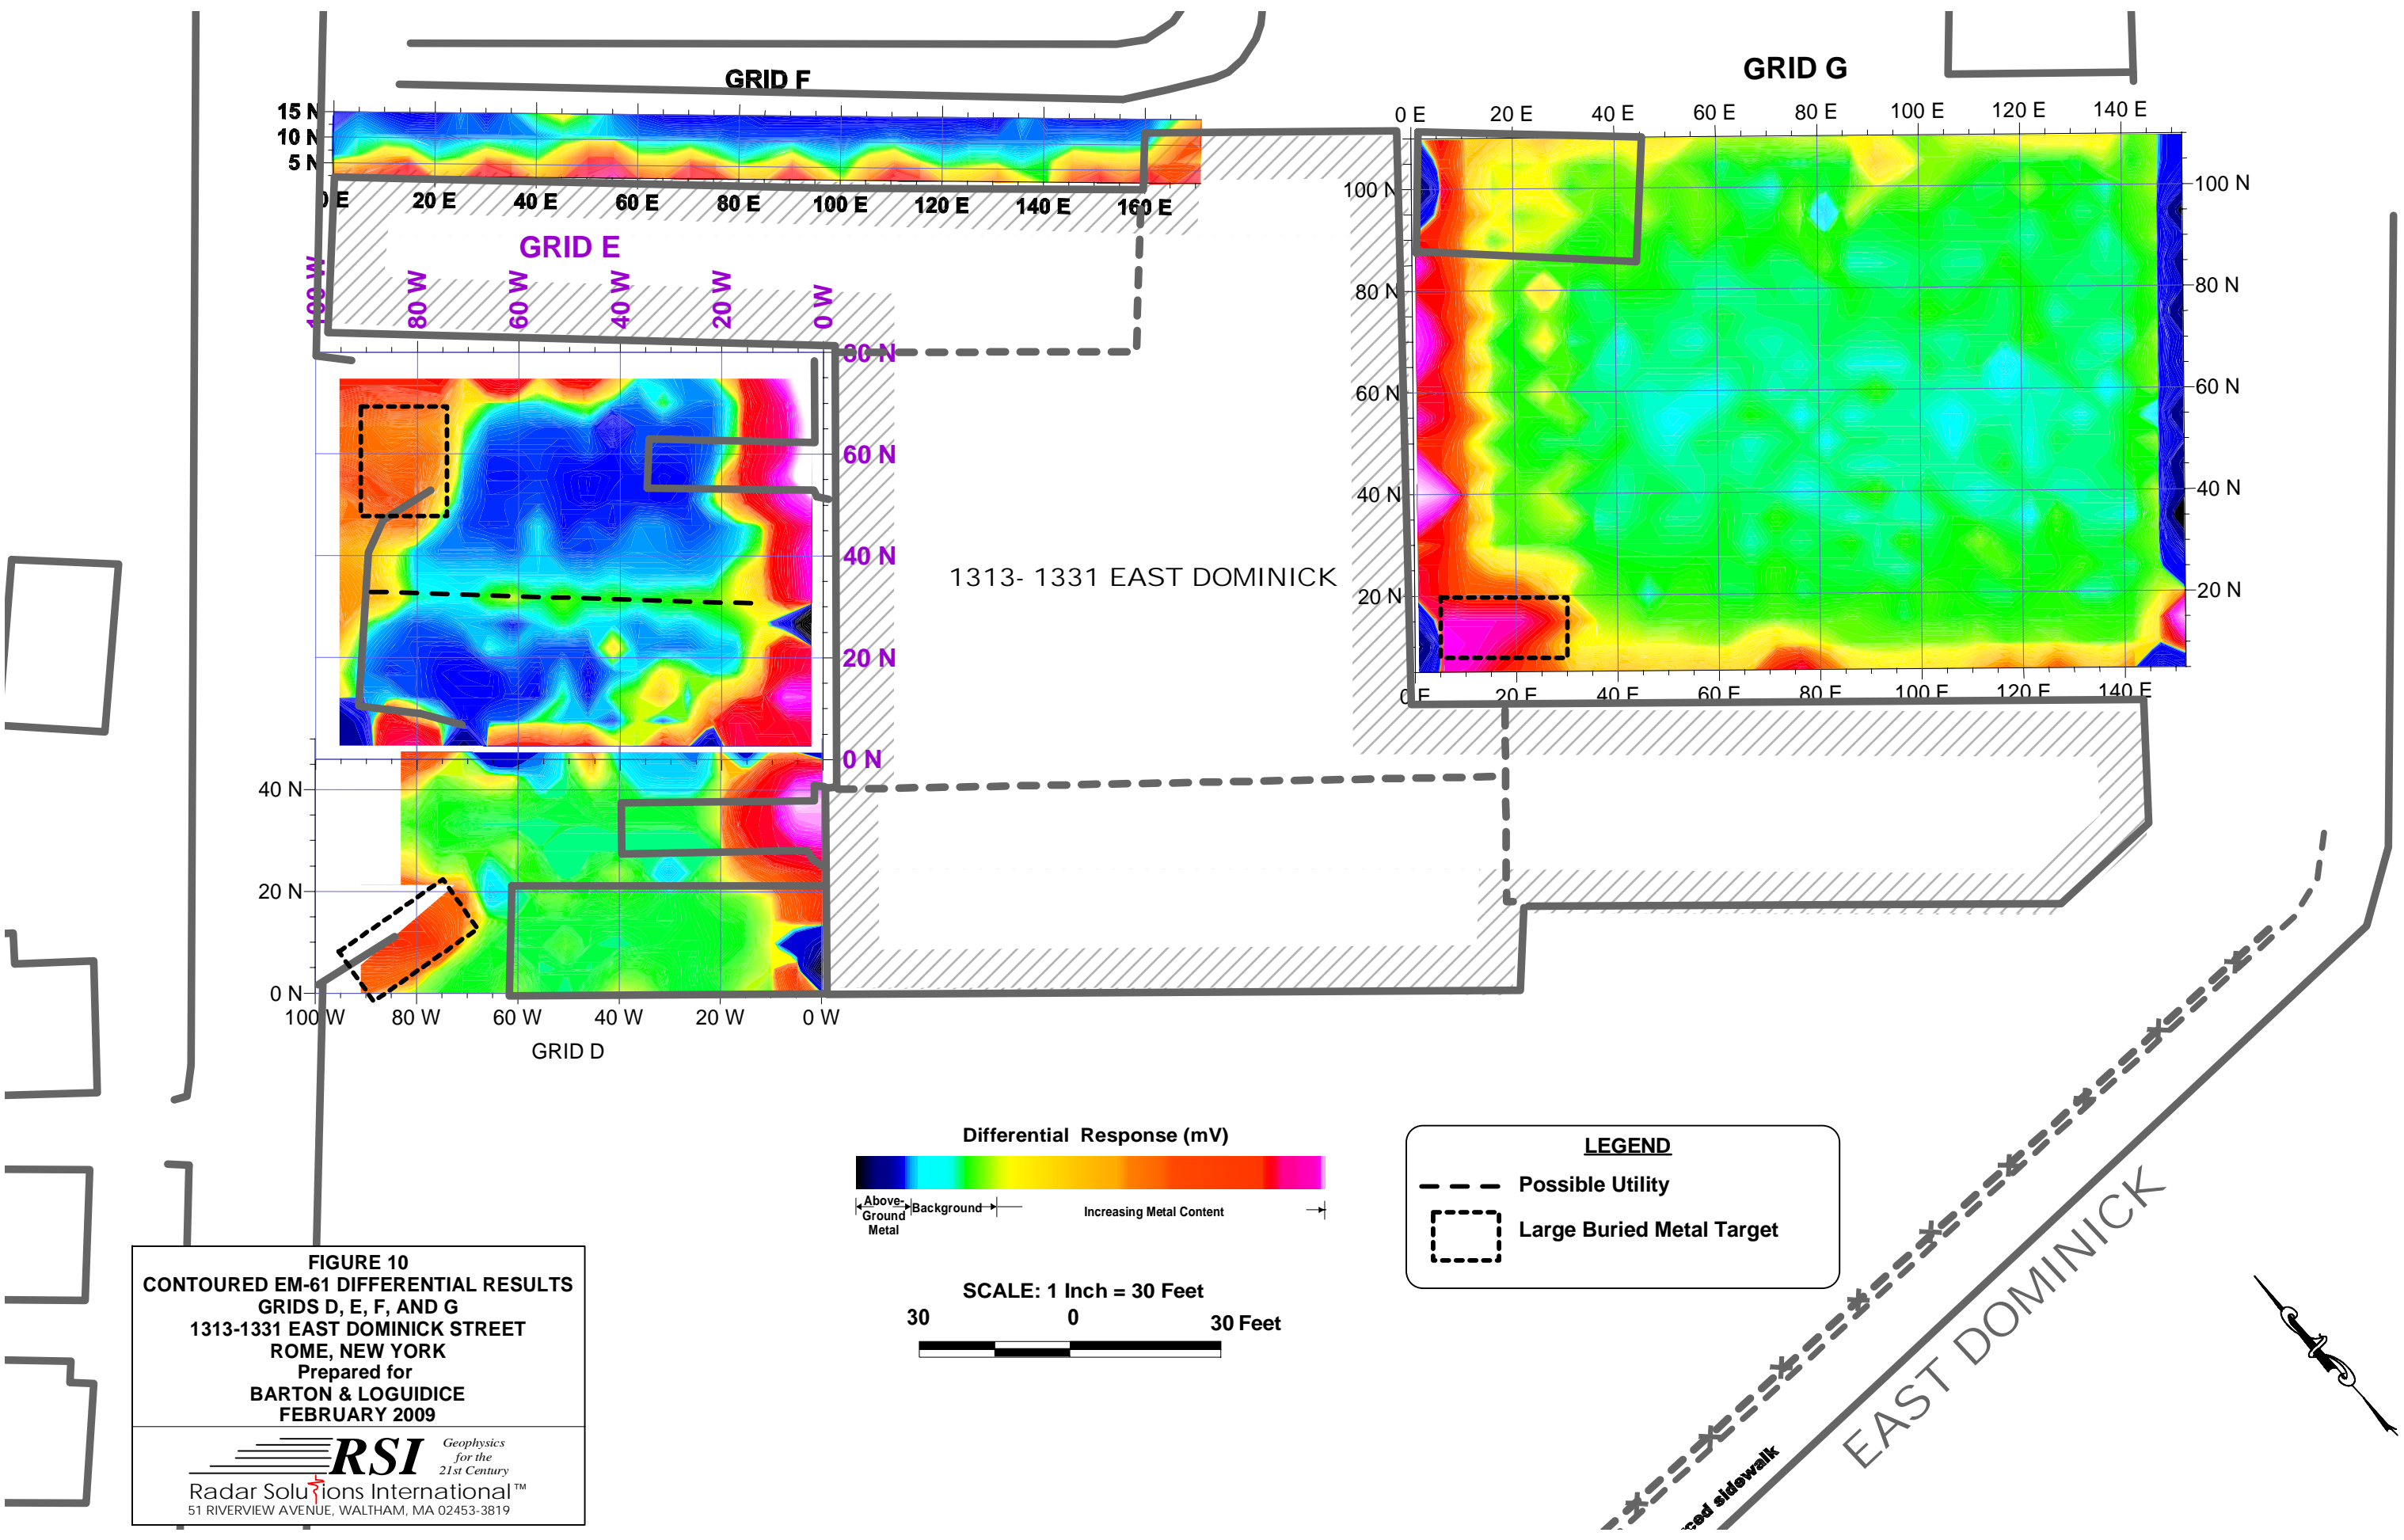 GRID F
GRID G
15 N
10 N
5 N
0 E 20 E 40 E 60 E 80 E 100 E 120 E 140 E 160 E
0 E 20 E 40 E 60 E 80 E 100 E 120 E 140 E
100 N
80 N
60 N
40 N
20 N
100 N
80 N
60 N
40 N
20 N
0 E 20 E 40 E 60 E 80 E 100 E 120 E 140 E
GRID E
100 W 80 W 60 W 40 W 20 W 0 W
80 N
60 N
40 N
20 N
0 N
1313- 1331 EAST DOMINICK
40 N
20 N
0 N
100 W 80 W 60 W 40 W 20 W 0 W
GRID D
Differential Response (mV)
Above-Ground Metal
Background
Increasing Metal Content
SCALE: 1 Inch = 30 Feet
30 0 30 Feet
LEGEND
Possible Utility
Large Buried Metal Target
EAST DOMINICK
sidewalk
FIGURE 10
CONTOURED EM-61 DIFFERENTIAL RESULTS
GRIDS D, E, F, AND G
1313-1331 EAST DOMINICK STREET
ROME, NEW YORK
Prepared for
BARTON & LOGUIDICE
FEBRUARY 2009
RSI
Geophysics
for the
21st Century
Radar Solutions International™
51 RIVERVIEW AVENUE, WALTHAM, MA 02453-3819